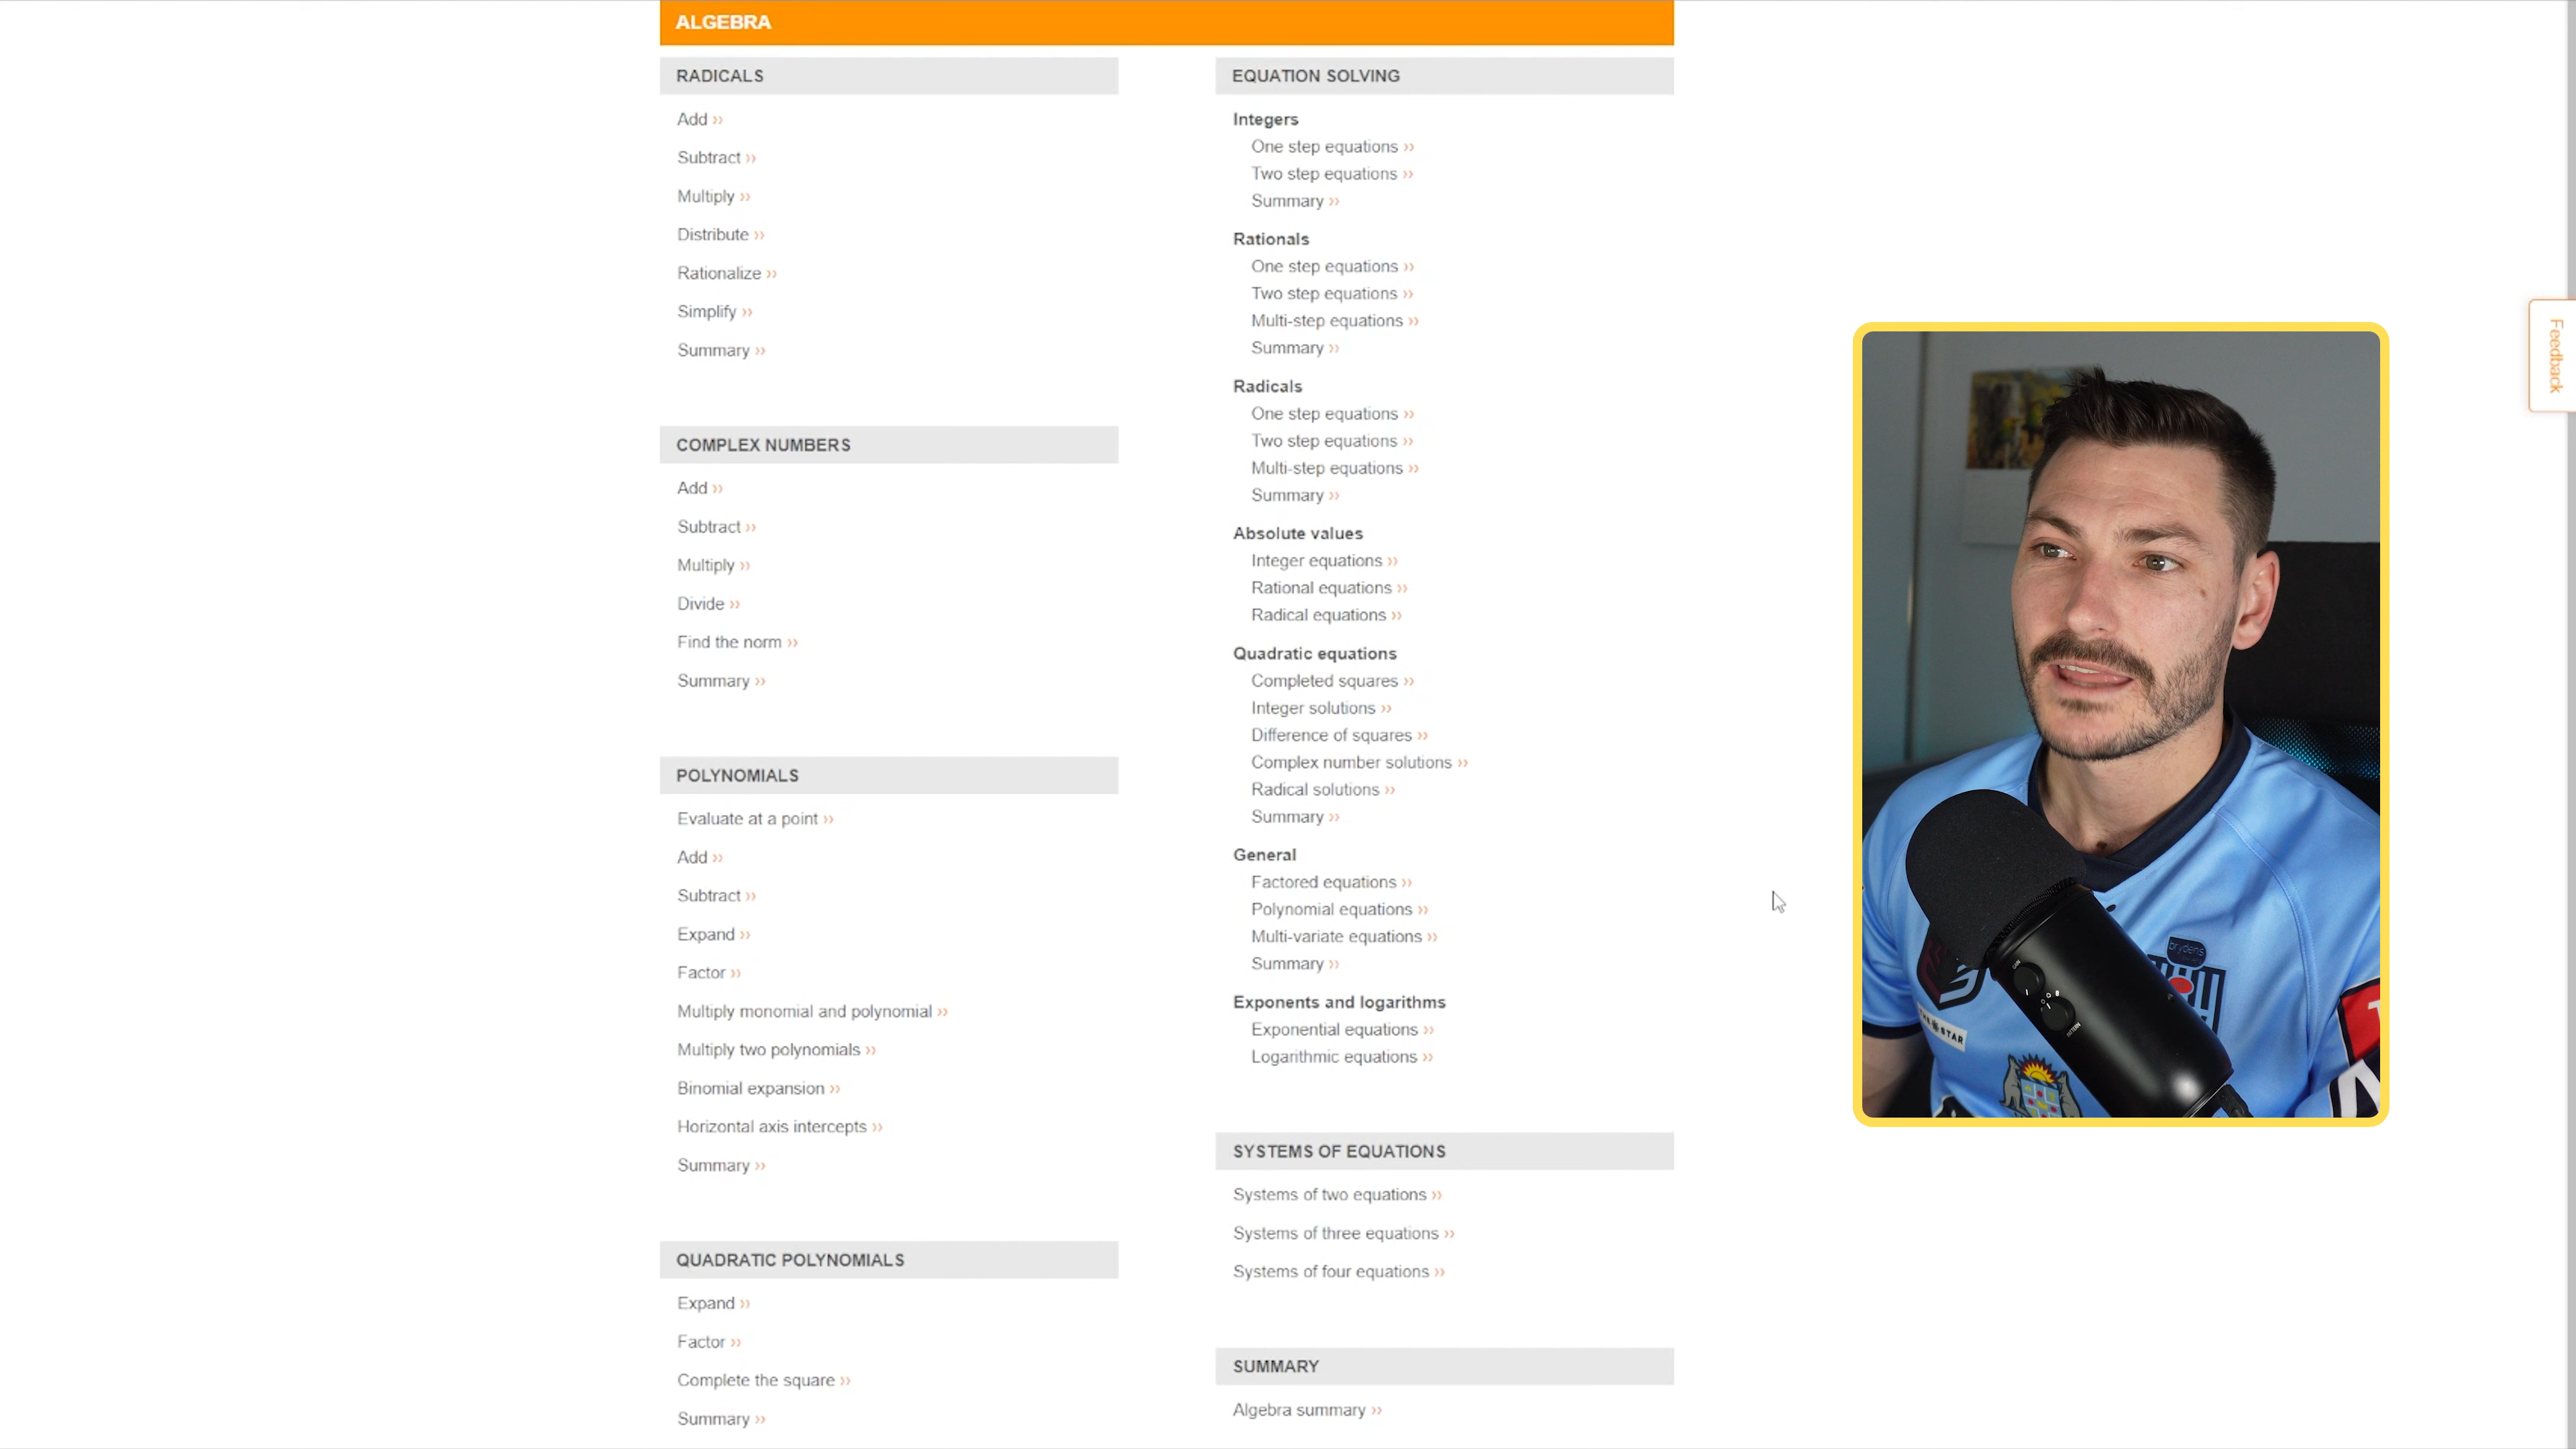 ALGEBRA
RADICALS
Add ››
Subtract ››
Multiply ››
Distribute ››
Rationalize ››
Simplify ››
Summary ››
COMPLEX NUMBERS
Add ››
Subtract ››
Multiply ››
Divide ››
Find the norm ››
Summary ››
POLYNOMIALS
Evaluate at a point ››
Add ››
Subtract ››
Expand ››
Factor ››
Multiply monomial and polynomial ››
Multiply two polynomials ››
Binomial expansion ››
Horizontal axis intercepts ››
Summary ››
QUADRATIC POLYNOMIALS
Expand ››
Factor ››
Complete the square ››
Summary ››
EQUATION SOLVING
Integers
One step equations ››
Two step equations ››
Summary ››
Rationals
One step equations ››
Two step equations ››
Multi-step equations ››
Summary ››
Radicals
One step equations ››
Two step equations ››
Multi-step equations ››
Summary ››
Absolute values
Integer equations ››
Rational equations ››
Radical equations ››
Quadratic equations
Completed squares ››
Integer solutions ››
Difference of squares ››
Complex number solutions ››
Radical solutions ››
Summary ››
General
Factored equations ››
Polynomial equations ››
Multi-variate equations ››
Summary ››
Exponents and logarithms
Exponential equations ››
Logarithmic equations ››
SYSTEMS OF EQUATIONS
Systems of two equations ››
Systems of three equations ››
Systems of four equations ››
SUMMARY
Algebra summary ››
Feedback
brydens
THE STAR
GAIN
PATTERN